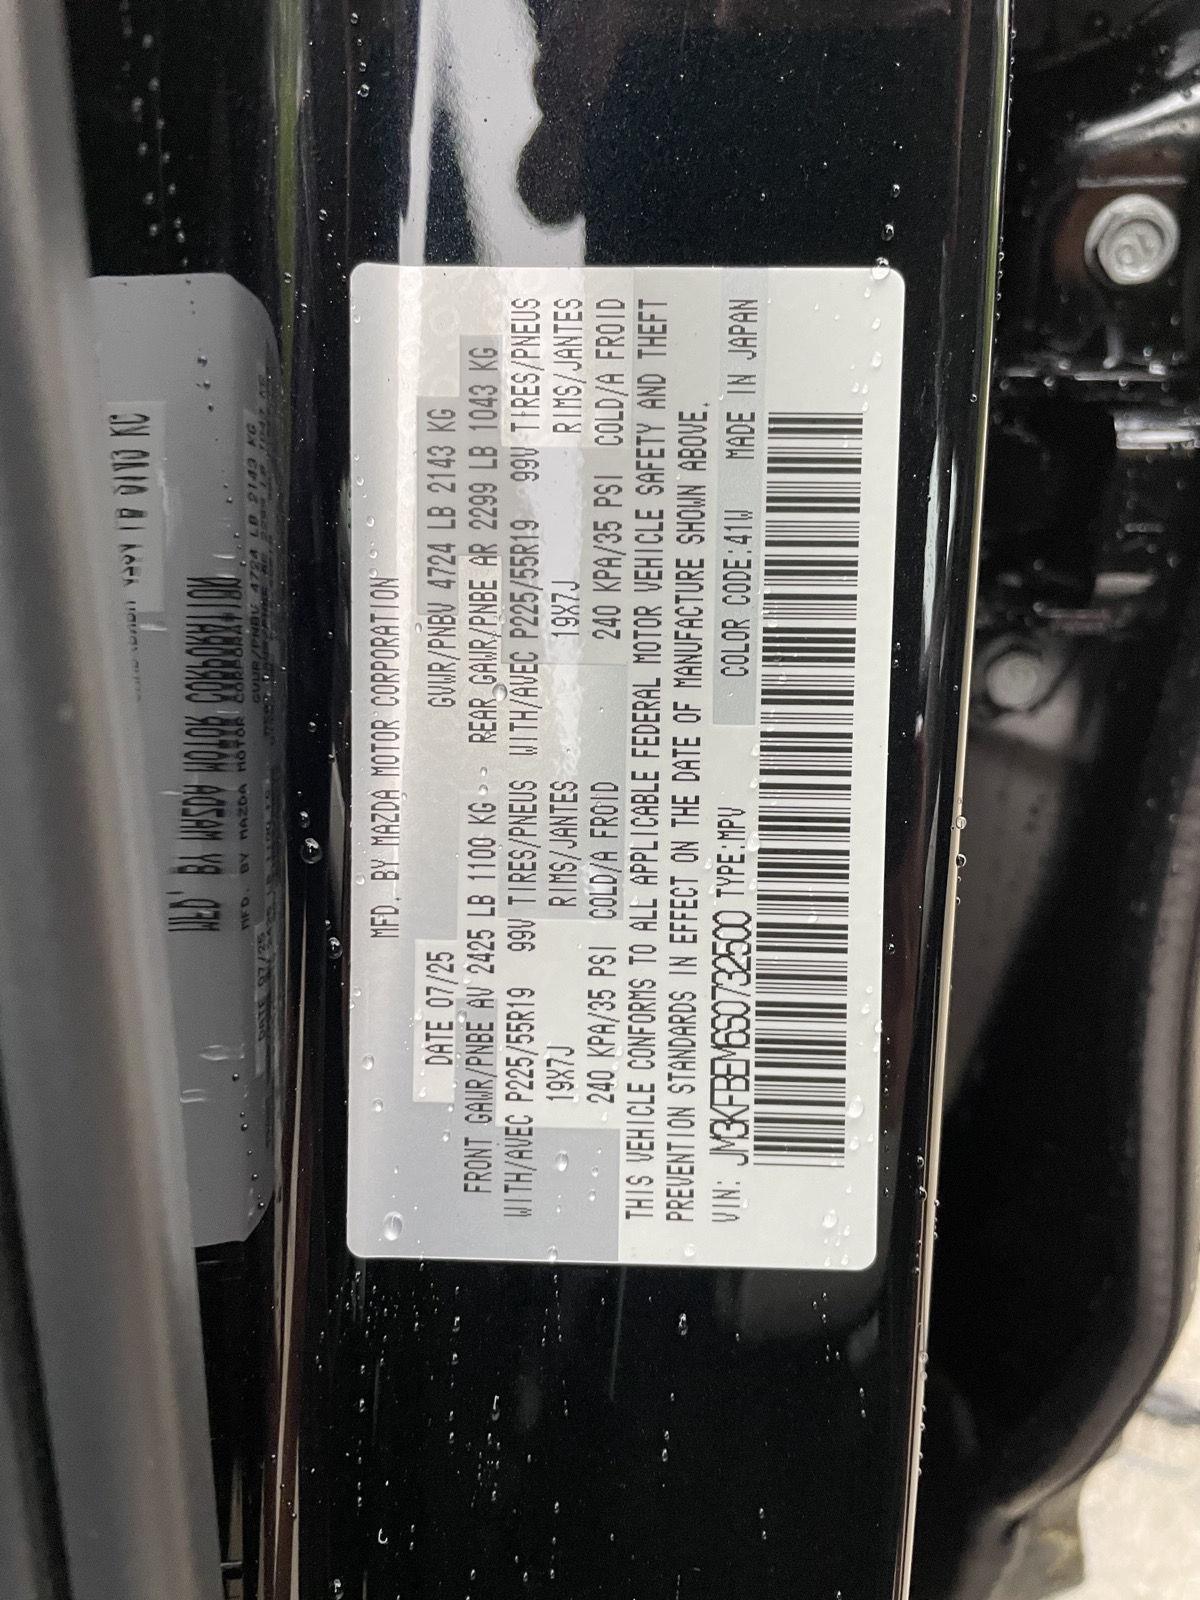 MFD. BY MAZDA MOTOR CORPORATION
DATE 07/25 GVWR/PNBV 4724 LB 2143 KG
FRONT GAWR/PNBE AV 2425 LB 1100 KG REAR GAWR/PNBE AR 2299 LB 1043 KG
WITH/AVEC P225/55R19 99V TIRES/PNEUS WITH/AVEC P225/55R19 99V TIRES/PNEUS
19X7J RIMS/JANTES 19X7J RIMS/JANTES
240 KPA/35 PSI COLD/A FROID 240 KPA/35 PSI COLD/A FROID
THIS VEHICLE CONFORMS TO ALL APPLICABLE FEDERAL MOTOR VEHICLE SAFETY AND THEFT
PREVENTION STANDARDS IN EFFECT ON THE DATE OF MANUFACTURE SHOWN ABOVE.
VIN: JM3KFBEM6S0732500 TYPE:MPV COLOR CODE:41W MADE IN JAPAN